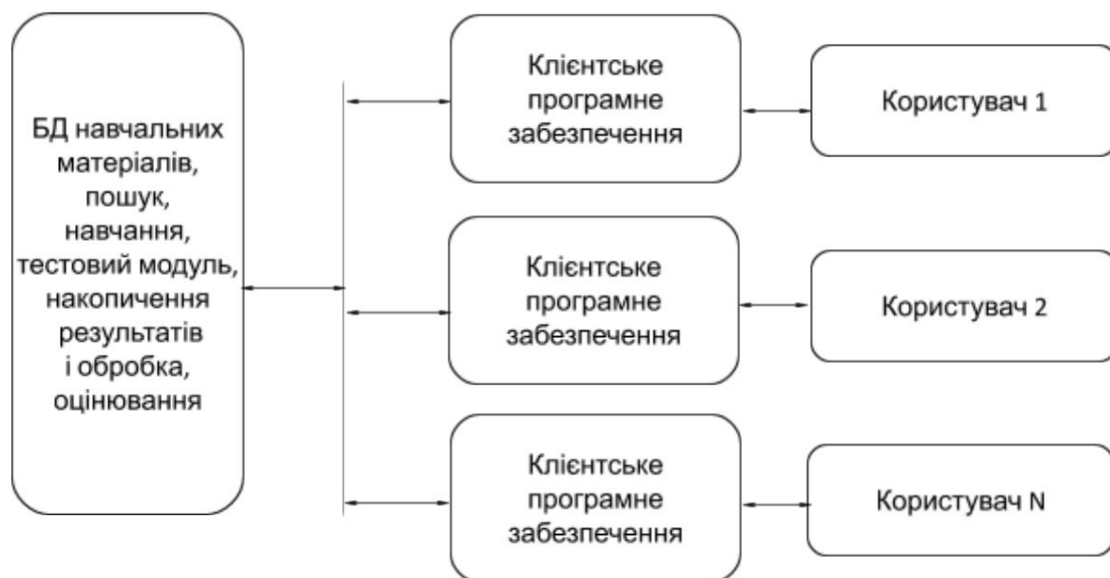 БД навчальних
матеріалів,
пошук,
навчання,
тестовий модуль,
накопичення
результатів
і обробка,
оцінювання
Клієнтське
програмне
забезпечення
Користувач 1
Клієнтське
програмне
забезпечення
Користувач 2
Клієнтське
програмне
забезпечення
Користувач N